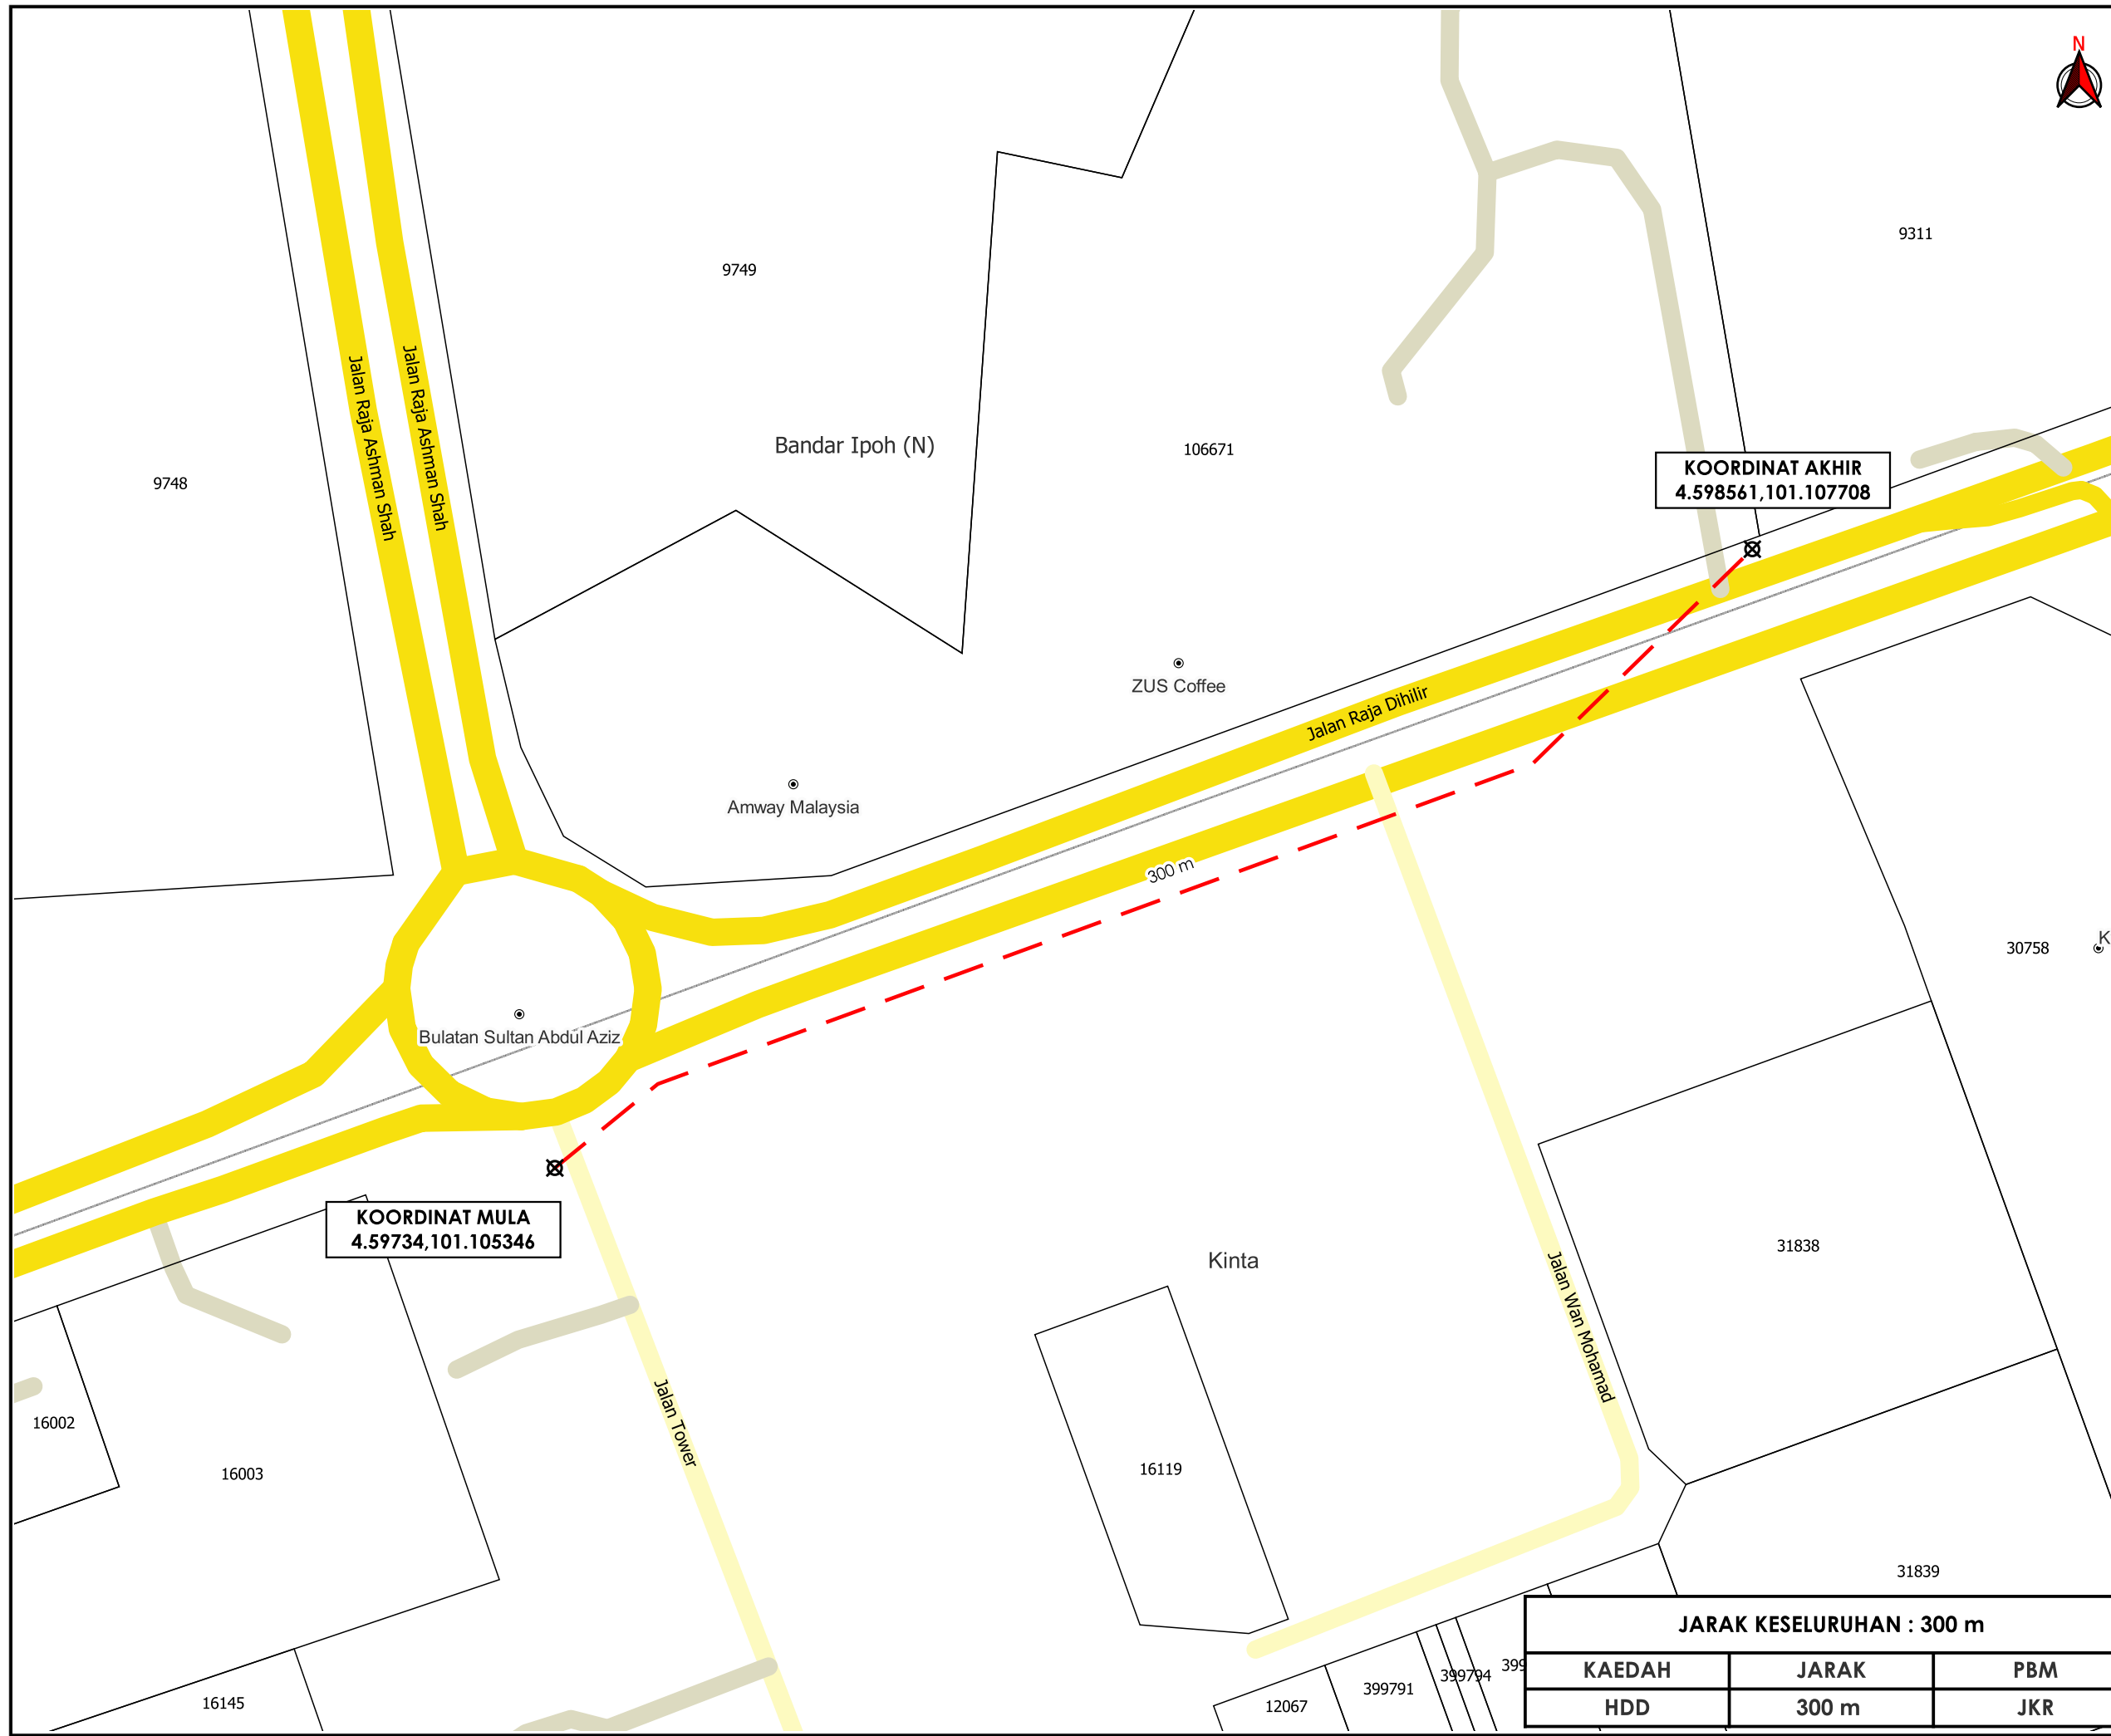 N
9311
9749
Bandar Ipoh (N)
106671
9748
Jalan Raja Ashman Shah
Jalan Raja Ashman Shah
KOORDINAT AKHIR
4.598561,101.107708
ZUS Coffee
Jalan Raja Dihilir
Amway Malaysia
300 m
30758
K
Bulatan Sultan Abdul Aziz
KOORDINAT MULA
4.59734,101.105346
Kinta
31838
Jalan Wan Mohamad
Jalan Tower
16002
16003
16119
31839
16145
12067
399791
399794
399
JARAK KESELURUHAN : 300 m
KAEDAH JARAK PBM
HDD 300 m JKR